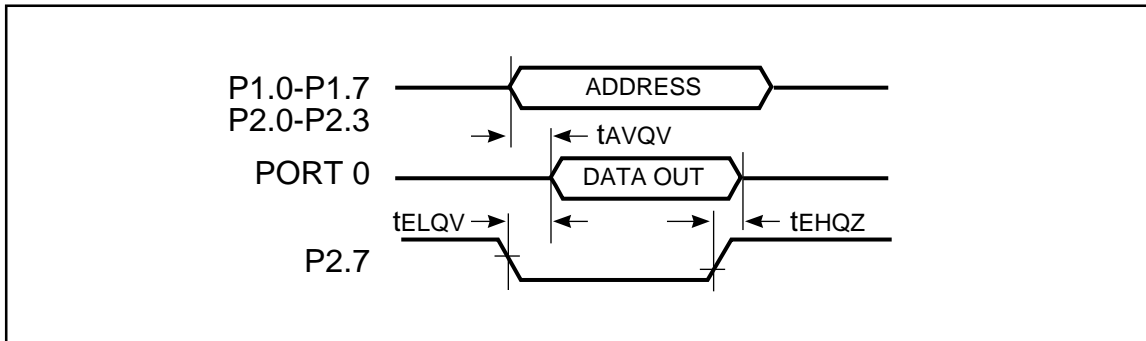 P1.0-P1.7
ADDRESS
P2.0-P2.3
tAVQV
PORT 0
DATA OUT
tELQV
tEHQZ
P2.7